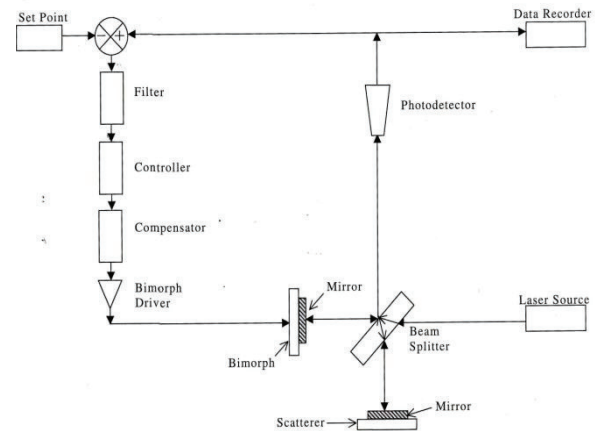 Set Point
Data Recorder
- +
Filter
Photodetector
Controller
Compensator
Bimorph
Driver
Mirror
Laser Source
Beam
Splitter
Bimorph
Mirror
Scatterer